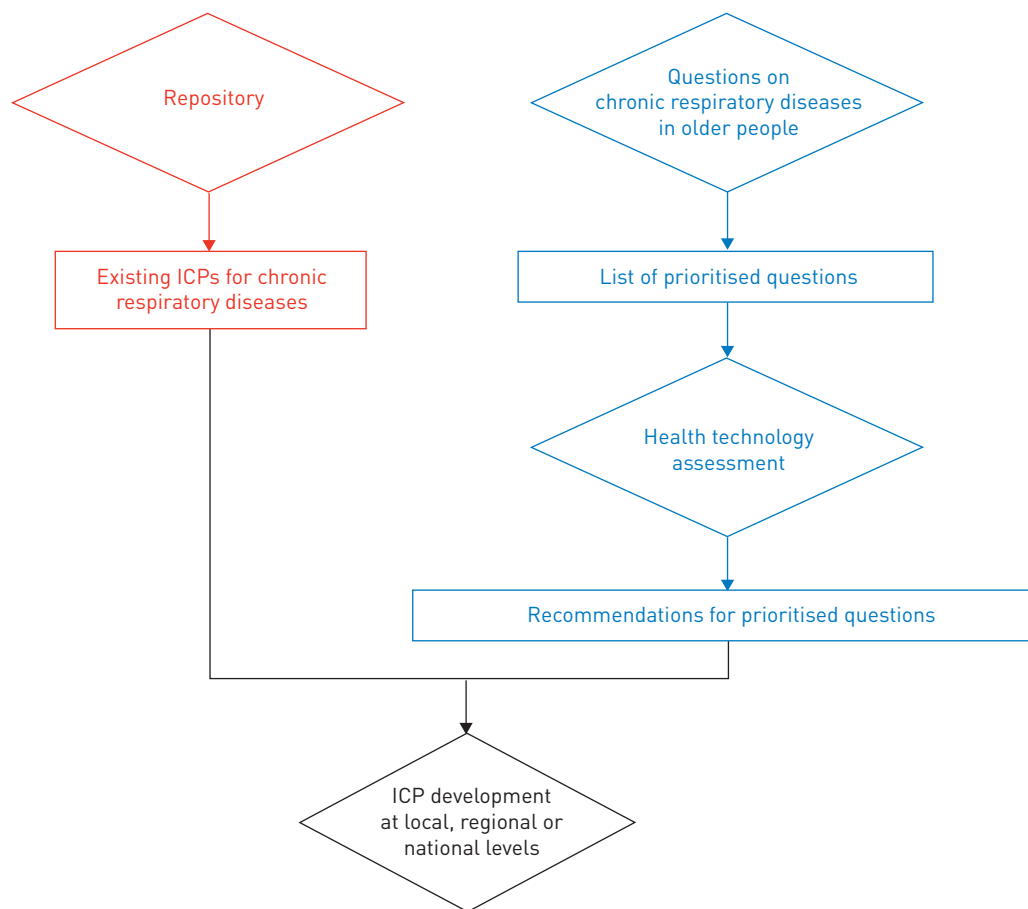 Repository
Existing ICPs for chronic
respiratory diseases
Questions on
chronic respiratory diseases
in older people
List of prioritised questions
Health technology
assessment
Recommendations for prioritised questions
ICP development
at local, regional or
national levels